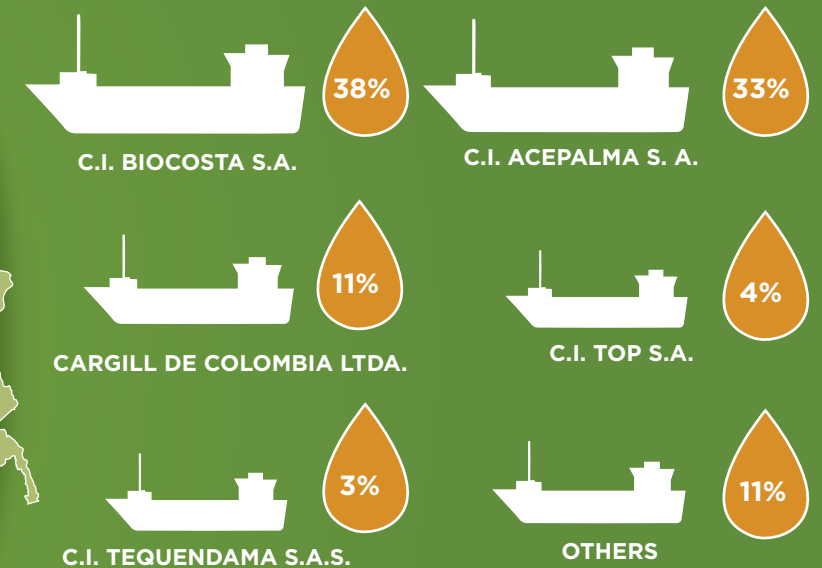 38%
C.I. BIOCOSTA S.A.
33%
C.I. ACEPALMA S. A.
11%
CARGILL DE COLOMBIA LTDA.
4%
C.I. TOP S.A.
3%
C.I. TEQUENDAMA S.A.S.
11%
OTHERS